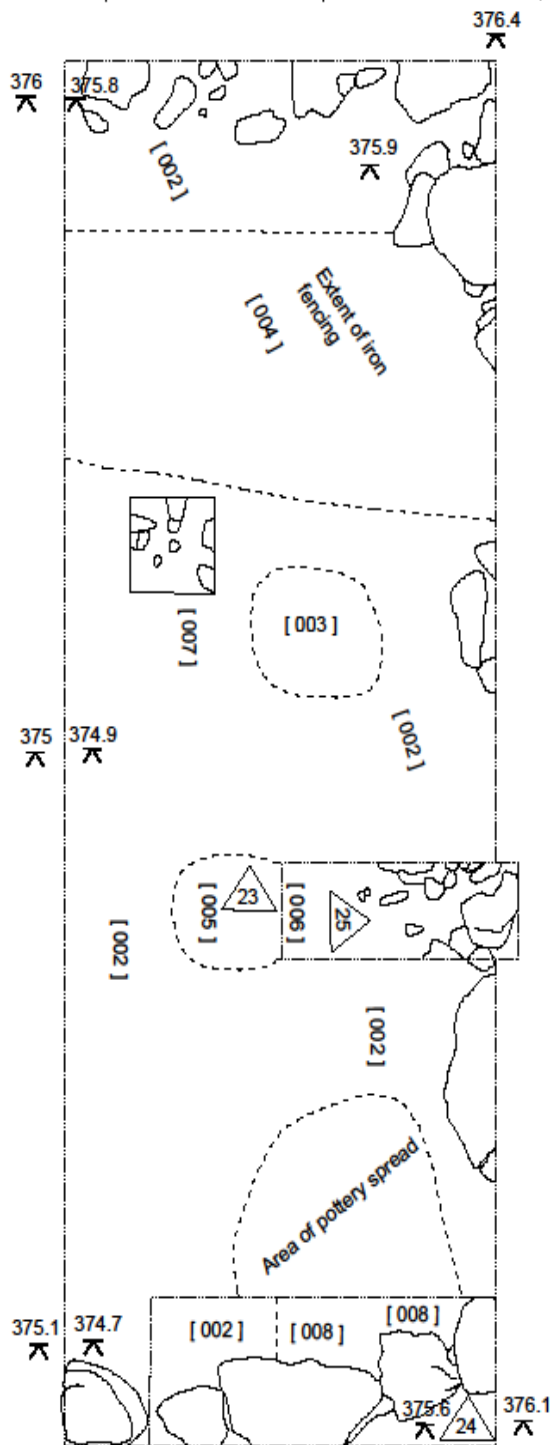 376.4
376
375.8
375.9
[ 002 ]
Extent of iron
fencing
[ 004 ]
[ 003 ]
[ 007 ]
[ 002 ]
375
374.9
23
[ 005 ]
[ 006 ]
25
[ 002 ]
[ 002 ]
Area of pottery spread
375.1
374.7
[ 002 ]
[ 008 ]
[ 008 ]
375.6
24
376.1